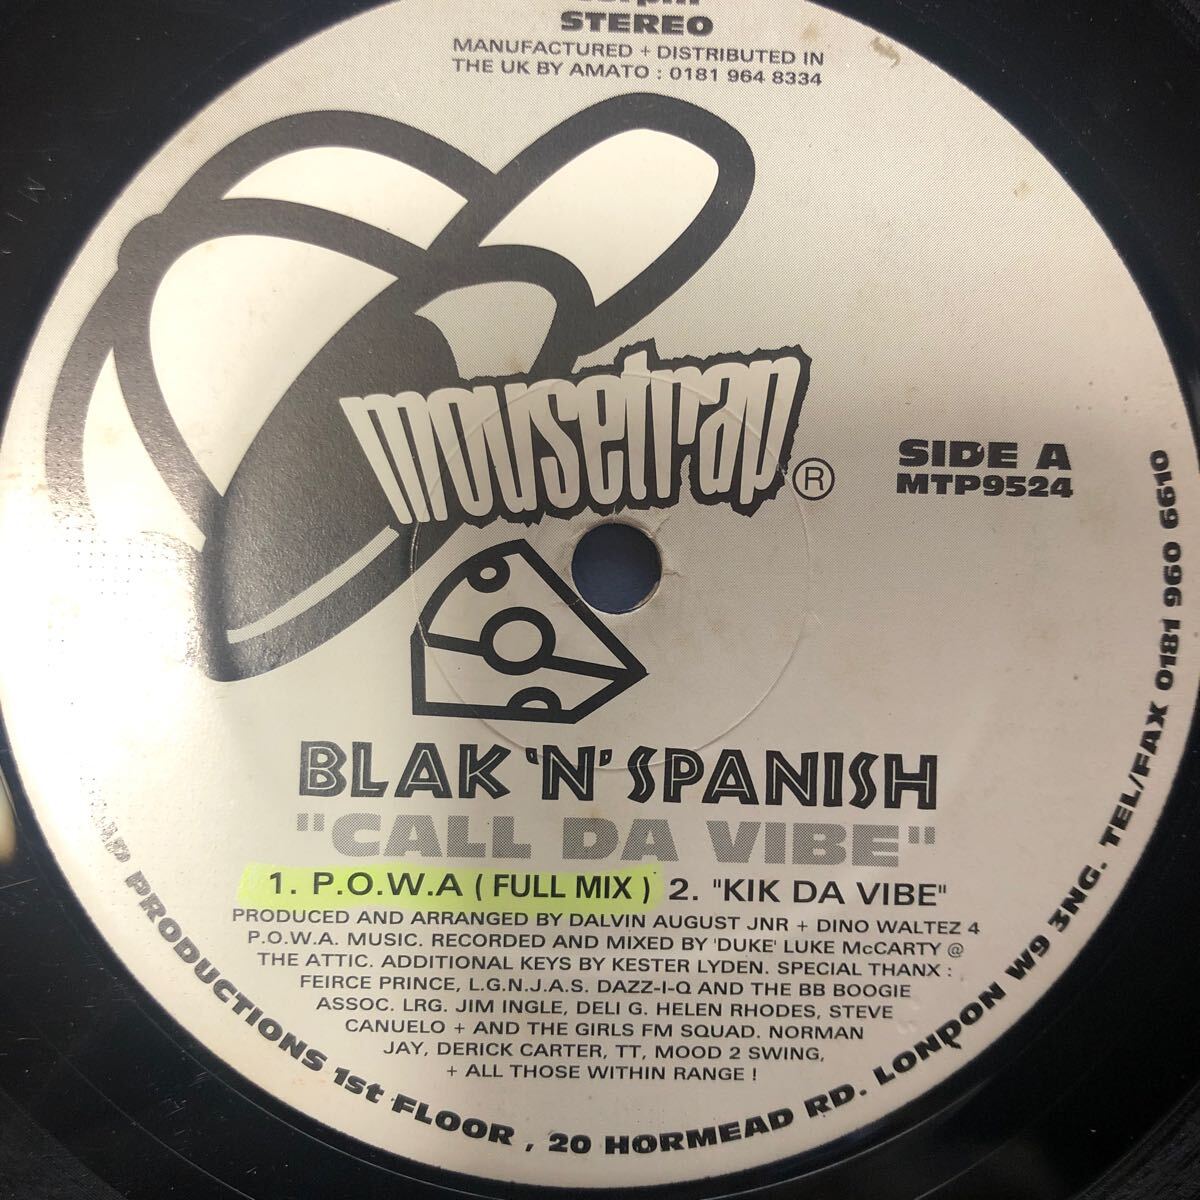 STEREO
MANUFACTURED + DISTRIBUTED IN
THE UK BY AMATO : 0181 964 8334
mousetrap ®
SIDE A
MTP9524
BLAK 'N' SPANISH
"CALL DA VIBE"
1. P.O.W.A ( FULL MIX ) 2. "KIK DA VIBE"
PRODUCED AND ARRANGED BY DALVIN AUGUST JNR + DINO WALTEZ 4
P.O.W.A. MUSIC. RECORDED AND MIXED BY 'DUKE' LUKE McCARTY @
THE ATTIC. ADDITIONAL KEYS BY KESTER LYDEN. SPECIAL THANX :
FEIRCE PRINCE, L.G.N.J.A.S. DAZZ-I-Q AND THE BB BOOGIE
ASSOC. LRG. JIM INGLE, DELI G. HELEN RHODES, STEVE
CANUELO + AND THE GIRLS FM SQUAD. NORMAN
JAY, DERICK CARTER, TT, MOOD 2 SWING,
+ ALL THOSE WITHIN RANGE !
PRODUCTIONS 1st FLOOR , 20 HORMEAD RD. LONDON W9 3NG. TEL/FAX 0181 960 6610